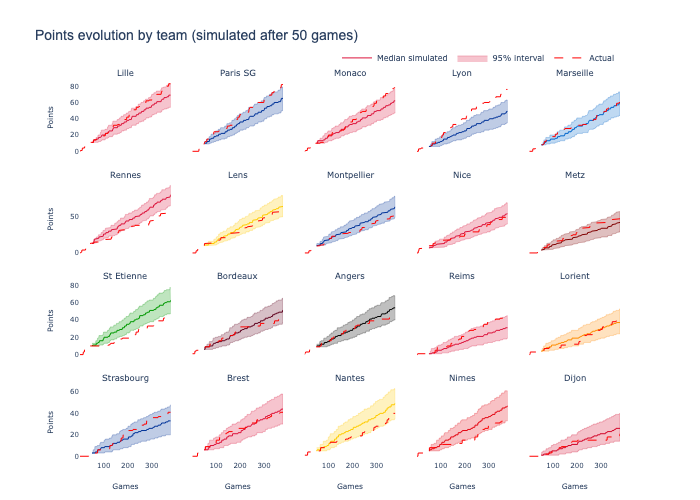 Points evolution by team (simulated after 50 games)
Median simulated 95% interval Actual
Lille Paris SG Monaco Lyon Marseille
80
60
40
20
0
Points
Rennes Lens Montpellier Nice Metz
50
0
Points
St Etienne Bordeaux Angers Reims Lorient
80
60
40
20
0
Points
Strasbourg Brest Nantes Nimes Dijon
60
40
20
0
Points
100 200 300 100 200 300 100 200 300 100 200 300 100 200 300
Games Games Games Games Games